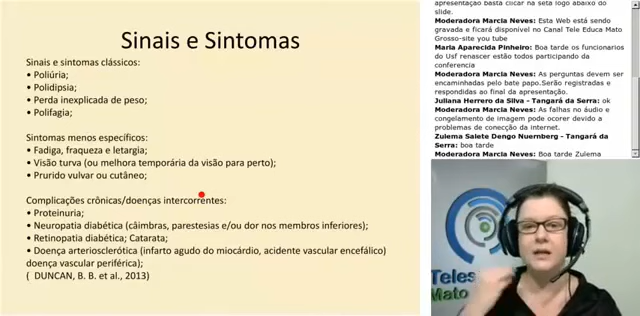 Sinais e Sintomas
Sinais e sintomas clássicos:
• Poliúria;
• Polidipsia;
• Perda inexplicada de peso;
• Polifagia;
Sintomas menos específicos:
• Fadiga, fraqueza e letargia;
• Visão turva (ou melhora temporária da visão para perto);
• Prurido vulvar ou cutâneo;
Complicações crônicas/doenças intercorrentes:
• Proteinuria;
• Neuropatia diabética (câimbras, parestesias e/ou dor nos membros inferiores);
• Retinopatia diabética; Catarata;
• Doença arteriosclerótica (infarto agudo do miocárdio, acidente vascular encefálico)
doença vascular periférica);
( DUNCAN, B. B. et al., 2013)
apresentação basta clicar na seta logo abaixo do
slide.
Moderadora Marcia Neves: Esta Web está sendo
gravada e ficará disponível no Canal Tele Educa Mato
Grosso-site you tube
Maria Aparecida Pinheiro: Boa tarde os funcionarios
do Usf renascer estão todos participando da
conferencia
Moderadora Marcia Neves: As perguntas devem ser
encaminhadas pelo bate papo.Serão registradas e
respondidas ao final da apresentação.
Juliana Herrero da Silva - Tangará da Serra: ok
Moderadora Marcia Neves: As falhas no áudio e
congelamento de imagem pode ocorrer devido a
problemas de conecção da internet.
Zulema Salete Dengo Nuernberg - Tangará da
Serra: boa tarde
Moderadora Marcia Neves: Boa tarde Zulema
Teles
Mato